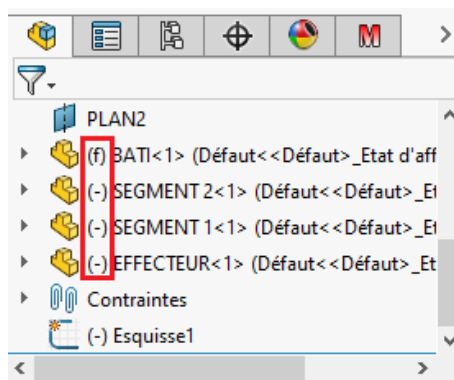 M
PLAN2
(f) BATI<1> (Défaut<<Défaut>_Etat d'aff
(-) SEGMENT 2<1> (Défaut<<Défaut>_Et
(-) SEGMENT 1<1> (Défaut<<Défaut>_Et
(-) EFFECTEUR<1> (Défaut<<Défaut>_Et
Contraintes
(-) Esquisse1